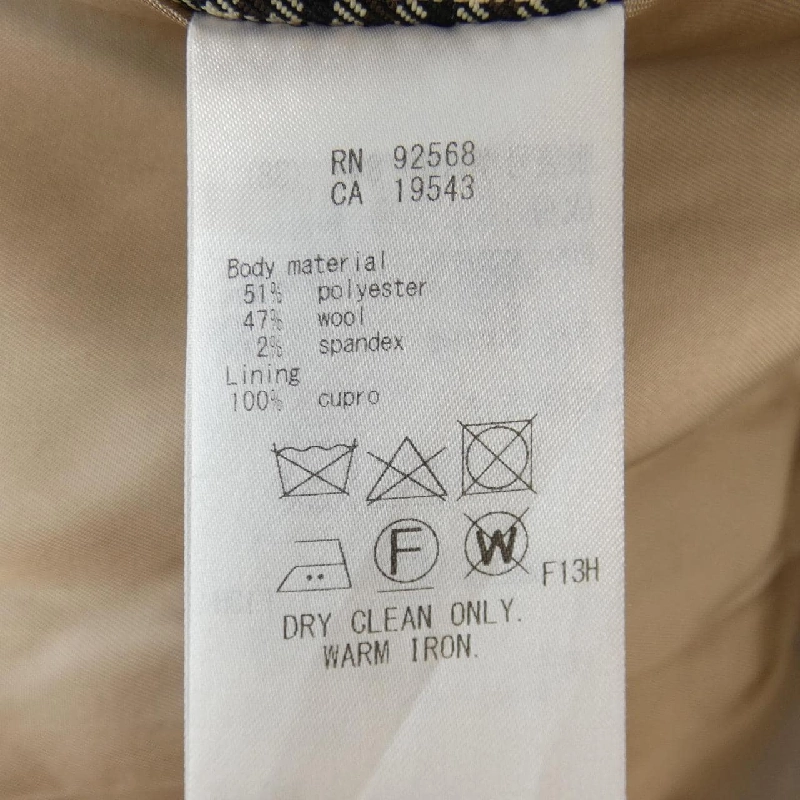 RN 92568
CA 19543
Body material
51% polyester
47% wool
2% spandex
Lining
100% cupro
F W F13H
DRY CLEAN ONLY.
WARM IRON.